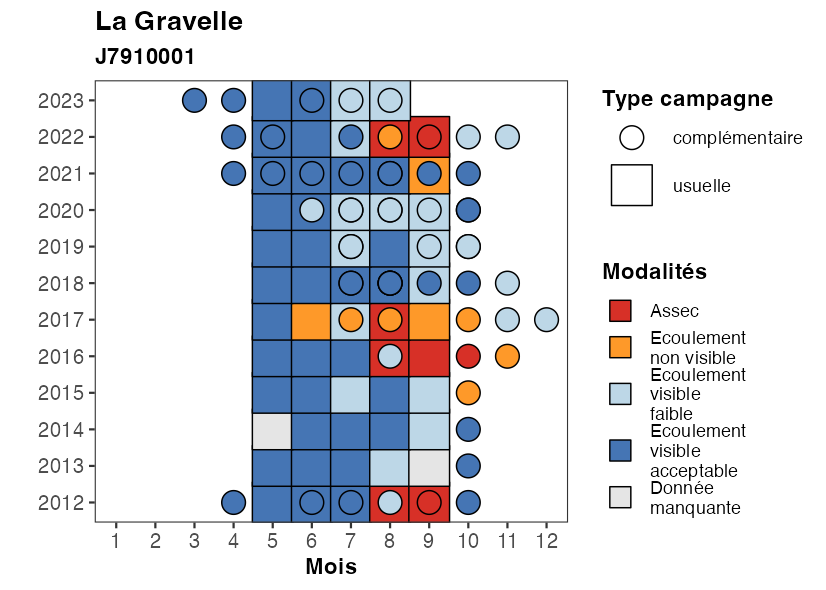 La Gravelle
J7910001
2023
2022
2021
2020
2019
2018
2017
2016
2015
2014
2013
2012
1 2 3 4 5 6 7 8 9 10 11 12
Mois
Type campagne
complémentaire
usuelle
Modalités
Assec
Ecoulement
non visible
Ecoulement
visible
faible
Ecoulement
visible
acceptable
Donnée
manquante